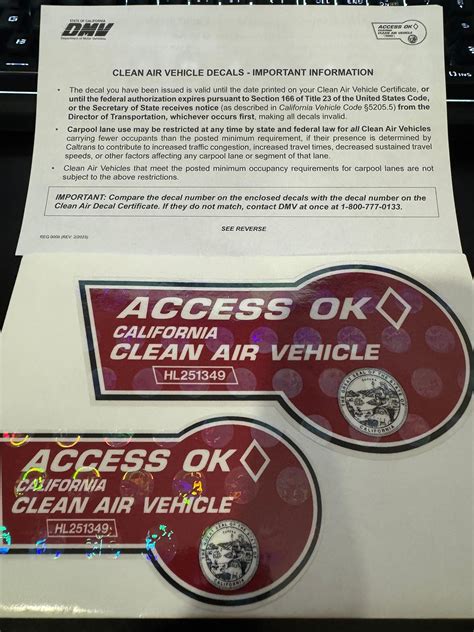 STATE OF CALIFORNIA
DMV
Department of Motor Vehicles
ACCESS OK
CALIFORNIA
CLEAN AIR VEHICLE
CLEAN AIR VEHICLE DECALS - IMPORTANT INFORMATION
• The decal you have been issued is valid until the date printed on your Clean Air Vehicle Certificate, or
until the federal authorization expires pursuant to Section 166 of Title 23 of the United States Code,
or the Secretary of State receives notice (as described in California Vehicle Code §5205.5) from the
Director of Transportation, whichever occurs first, making all decals invalid.
• Carpool lane use may be restricted at any time by state and federal law for all Clean Air Vehicles
carrying fewer occupants than the posted minimum requirement, if their presence is determined by
Caltrans to contribute to increased traffic congestion, increased travel times, decreased sustained travel
speeds, or other factors affecting any carpool lane or segment of that lane.
• Clean Air Vehicles that meet the posted minimum occupancy requirements for carpool lanes are not
subject to the above restrictions.
IMPORTANT: Compare the decal number on the enclosed decals with the decal number on the
Clean Air Decal Certificate. If they do not match, contact DMV at once at 1-800-777-0133.
SEE REVERSE
(REV. 2/2023)
ACCESS OK
CALIFORNIA
CLEAN AIR VEHICLE
HL251349
ACCESS OK
CALIFORNIA
CLEAN AIR VEHICLE
HL251349